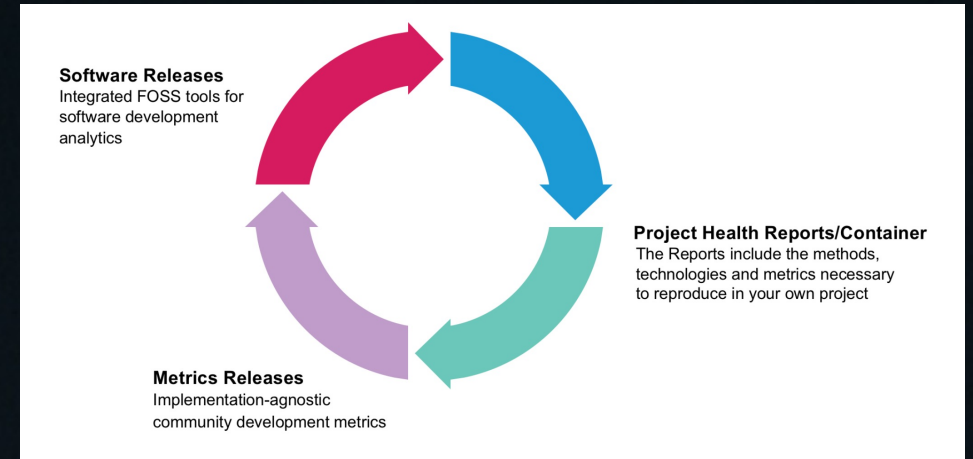 Software Releases
Integrated FOSS tools for
software development
analytics
Project Health Reports/Container
The Reports include the methods,
technologies and metrics necessary
to reproduce in your own project
Metrics Releases
Implementation-agnostic
community development metrics